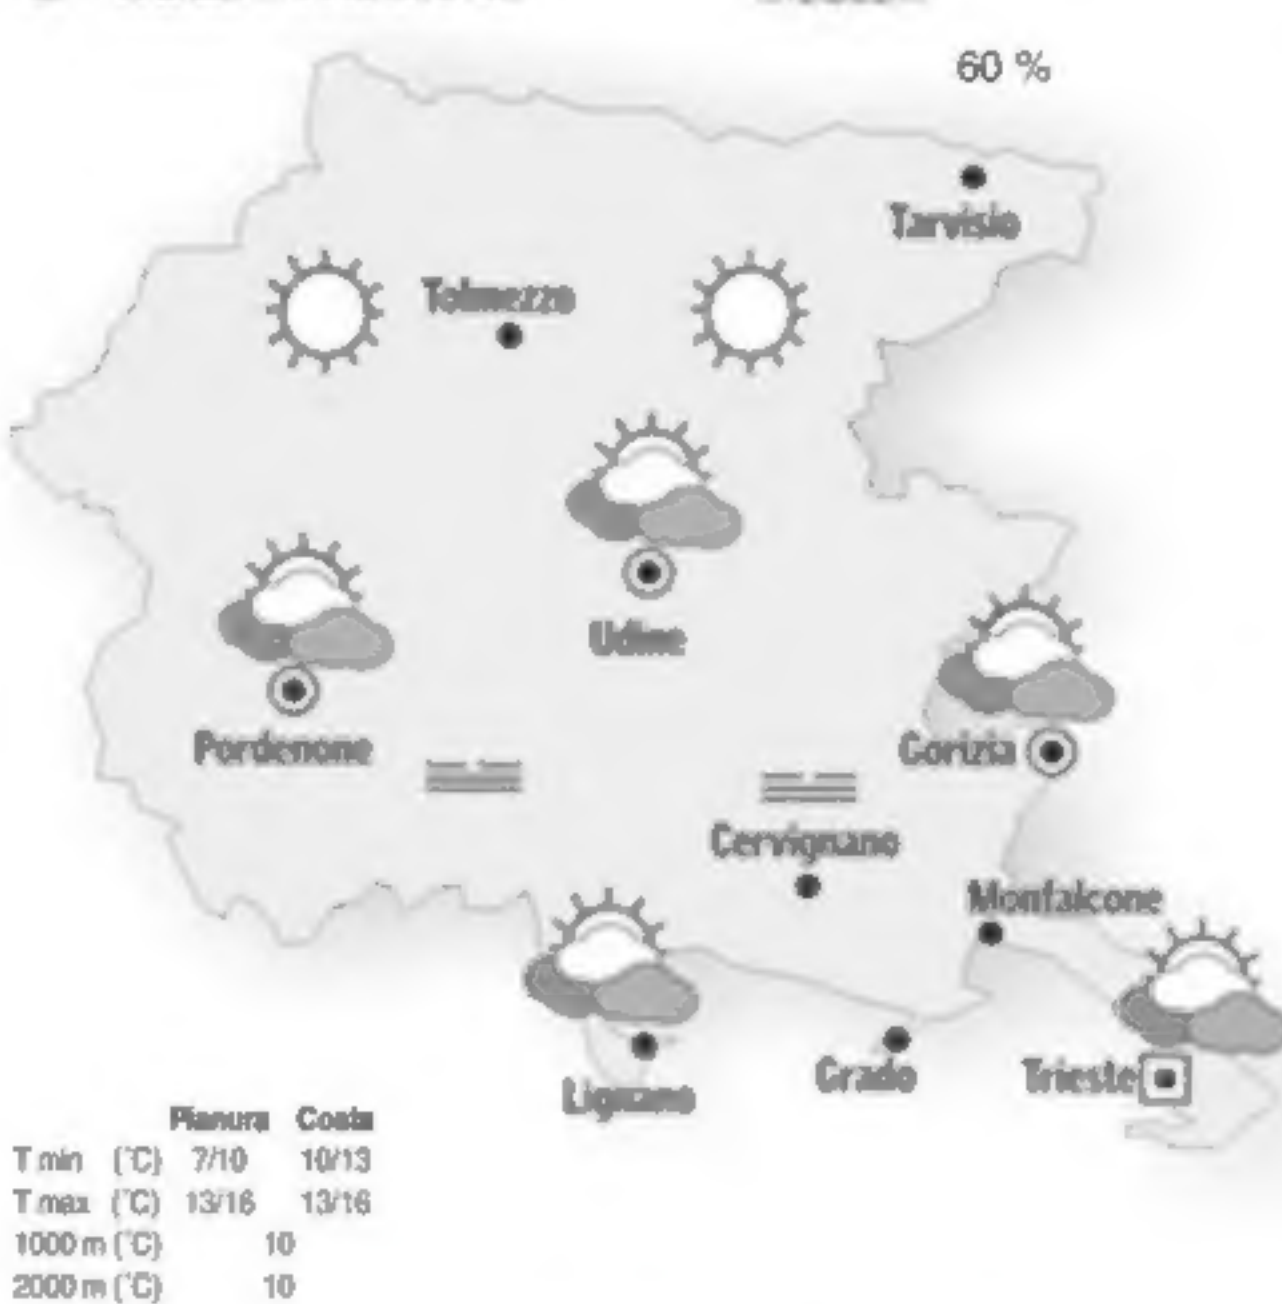 60 %
Tarvisio
Tolmezzo
Udine
Pordenone
Gorizia
Cervignano
Monfalcone
Grado
Trieste
Lignano
Pianura Costa
T min (°C) 7/10 10/13
T max (°C) 13/16 13/16
1000 m (°C) 10
2000 m (°C) 10